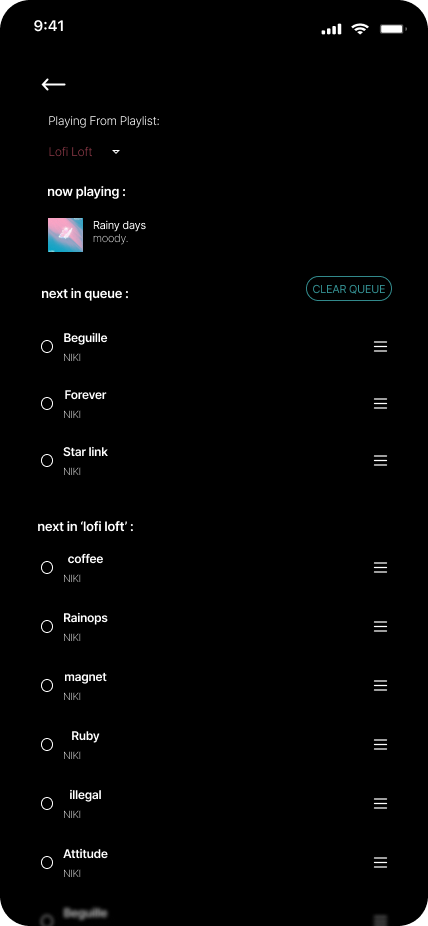 9:41
Playing From Playlist:
Lofi Loft
now playing :
Rainy days
moody.
next in queue :
CLEAR QUEUE
Beguille
NIKI
Forever
NIKI
Star link
NIKI
next in ‘lofi loft’ :
coffee
NIKI
Rainops
NIKI
magnet
NIKI
Ruby
NIKI
illegal
NIKI
Attitude
NIKI
Beguille